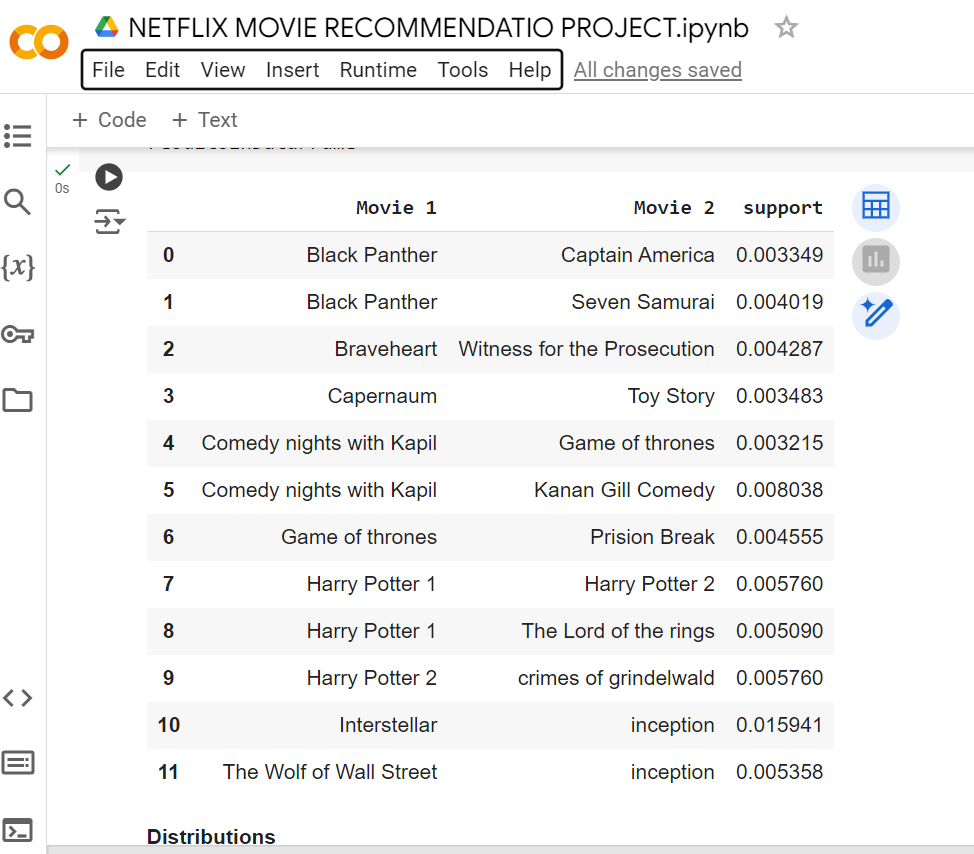 NETFLIX MOVIE RECOMMENDATIO PROJECT.ipynb
File Edit View Insert Runtime Tools Help All changes saved
+ Code + Text
0s
Movie 1 Movie 2 support
0 Black Panther Captain America 0.003349
1 Black Panther Seven Samurai 0.004019
2 Braveheart Witness for the Prosecution 0.004287
3 Capernaum Toy Story 0.003483
4 Comedy nights with Kapil Game of thrones 0.003215
5 Comedy nights with Kapil Kanan Gill Comedy 0.008038
6 Game of thrones Prision Break 0.004555
7 Harry Potter 1 Harry Potter 2 0.005760
8 Harry Potter 1 The Lord of the rings 0.005090
9 Harry Potter 2 crimes of grindelwald 0.005760
10 Interstellar inception 0.015941
11 The Wolf of Wall Street inception 0.005358
Distributions